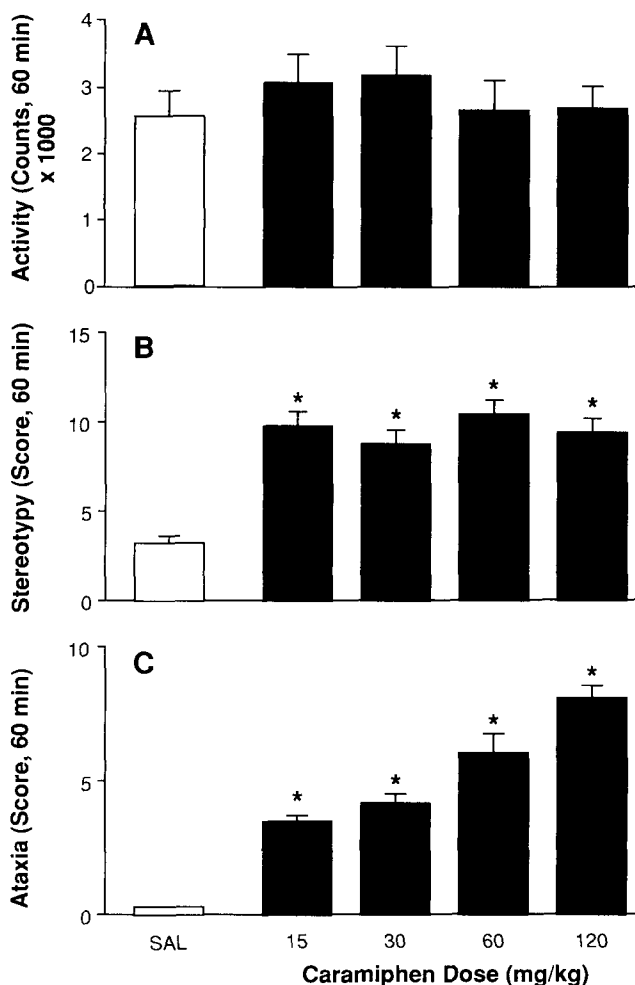 A
Activity (Counts, 60 min)
x 1000
4
3
2
1
0
B
Stereotypy (Score, 60 min)
15
10
5
0
* * * *
C
Ataxia (Score, 60 min)
10
5
0
* * * *
SAL 15 30 60 120
Caramiphen Dose (mg/kg)